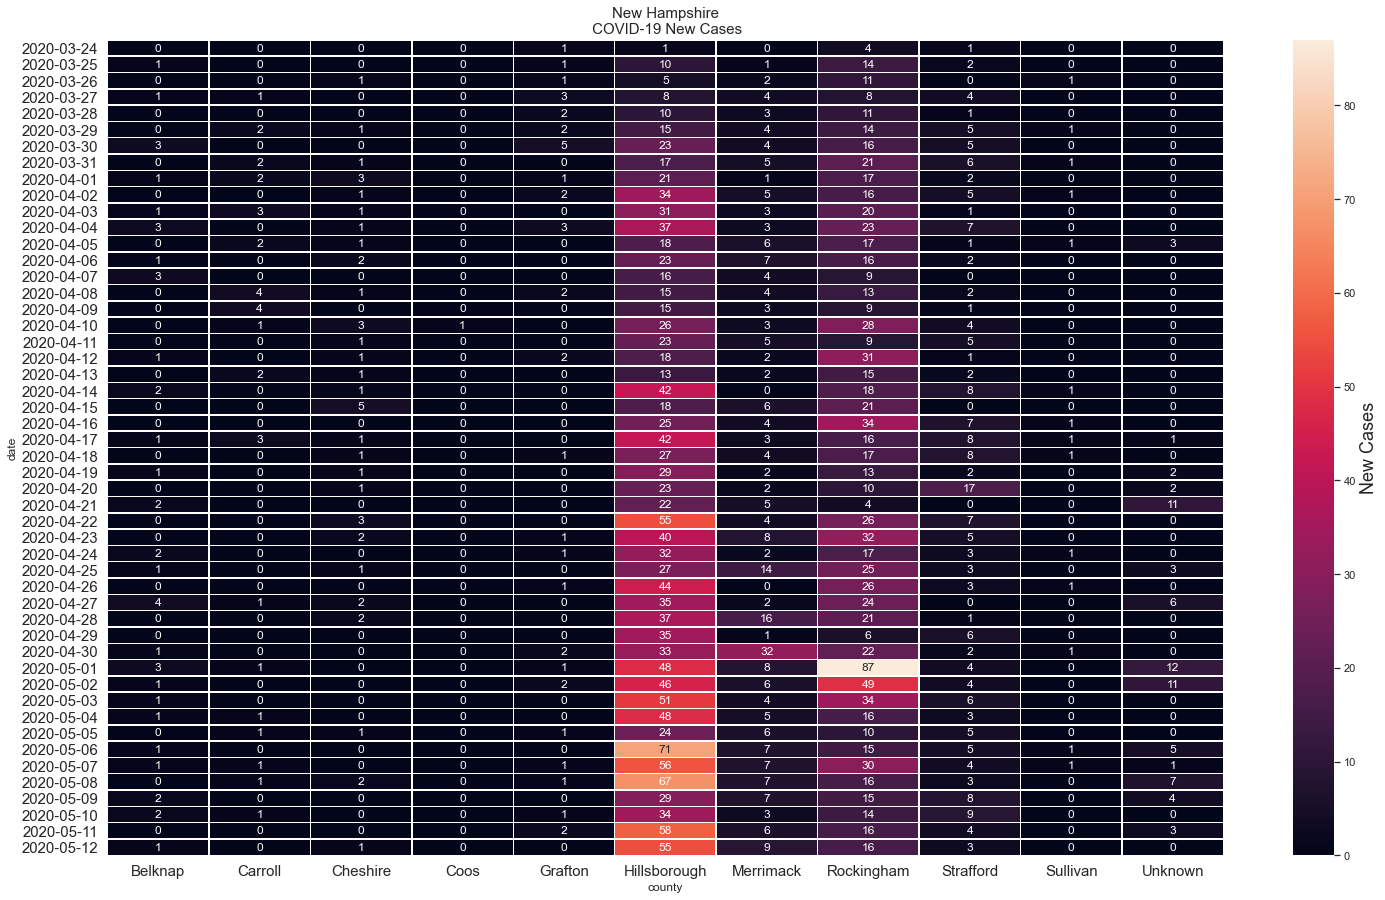 New Hampshire
COVID-19 New Cases
2020-03-24 0 0 0 0 1 1 0 4 1 0 0
2020-03-25 1 0 0 0 1 10 1 14 2 0 0
2020-03-26 0 0 1 0 1 5 2 11 0 1 0
2020-03-27 1 1 0 0 3 8 4 8 4 0 0
2020-03-28 0 0 0 0 2 10 3 11 1 0 0
2020-03-29 0 2 1 0 2 15 4 14 5 1 0
2020-03-30 3 0 0 0 5 23 4 16 5 0 0
2020-03-31 0 2 1 0 0 17 5 21 6 1 0
2020-04-01 1 2 3 0 1 21 1 17 2 0 0
2020-04-02 0 0 1 0 2 34 5 16 5 1 0
2020-04-03 1 3 1 0 0 31 3 20 1 0 0
2020-04-04 3 0 1 0 3 37 3 23 7 0 0
2020-04-05 0 2 1 0 0 18 6 17 1 1 3
2020-04-06 1 0 2 0 0 23 7 16 2 0 0
2020-04-07 3 0 0 0 0 16 4 9 0 0 0
2020-04-08 0 4 1 0 2 15 4 13 2 0 0
2020-04-09 0 4 0 0 0 15 3 9 1 0 0
2020-04-10 0 1 3 1 0 26 3 28 4 0 0
2020-04-11 0 0 1 0 0 23 5 9 5 0 0
2020-04-12 1 0 1 0 2 18 2 31 1 0 0
2020-04-13 0 2 1 0 0 13 2 15 2 0 0
2020-04-14 2 0 1 0 0 42 0 18 8 1 0
2020-04-15 0 0 5 0 0 18 6 21 0 0 0
2020-04-16 0 0 0 0 0 25 4 34 7 1 0
2020-04-17 1 3 1 0 0 42 3 16 8 1 1
2020-04-18 0 0 1 0 1 27 4 17 8 1 0
2020-04-19 1 0 1 0 0 29 2 13 2 0 2
2020-04-20 0 0 1 0 0 23 2 10 17 0 2
2020-04-21 2 0 0 0 0 22 5 4 0 0 11
2020-04-22 0 0 3 0 0 55 4 26 7 0 0
2020-04-23 0 0 2 0 1 40 8 32 5 0 0
2020-04-24 2 0 0 0 1 32 2 17 3 1 0
2020-04-25 1 0 1 0 0 27 14 25 3 0 3
2020-04-26 0 0 0 0 1 44 0 26 3 1 0
2020-04-27 4 1 2 0 0 35 2 24 0 0 6
2020-04-28 0 0 2 0 0 37 16 21 1 0 0
2020-04-29 0 0 0 0 0 35 1 6 6 0 0
2020-04-30 1 0 0 0 2 33 32 22 2 1 0
2020-05-01 3 1 0 0 1 48 8 87 4 0 12
2020-05-02 1 0 0 0 2 46 6 49 4 0 11
2020-05-03 1 0 0 0 0 51 4 34 6 0 0
2020-05-04 1 1 0 0 0 48 5 16 3 0 0
2020-05-05 0 1 1 0 1 24 6 10 5 0 0
2020-05-06 1 0 0 0 0 71 7 15 5 1 5
2020-05-07 1 1 0 0 1 56 7 30 4 1 1
2020-05-08 0 1 2 0 1 67 7 16 3 0 7
2020-05-09 2 0 0 0 0 29 7 15 8 0 4
2020-05-10 2 1 0 0 1 34 3 14 9 0 0
2020-05-11 0 0 0 0 2 58 6 16 4 0 3
2020-05-12 1 0 1 0 0 55 9 16 3 0 0
Belknap Carroll Cheshire Coos Grafton Hillsborough Merrimack Rockingham Strafford Sullivan Unknown
county
date
80
70
60
50
40
30
20
10
0
New Cases